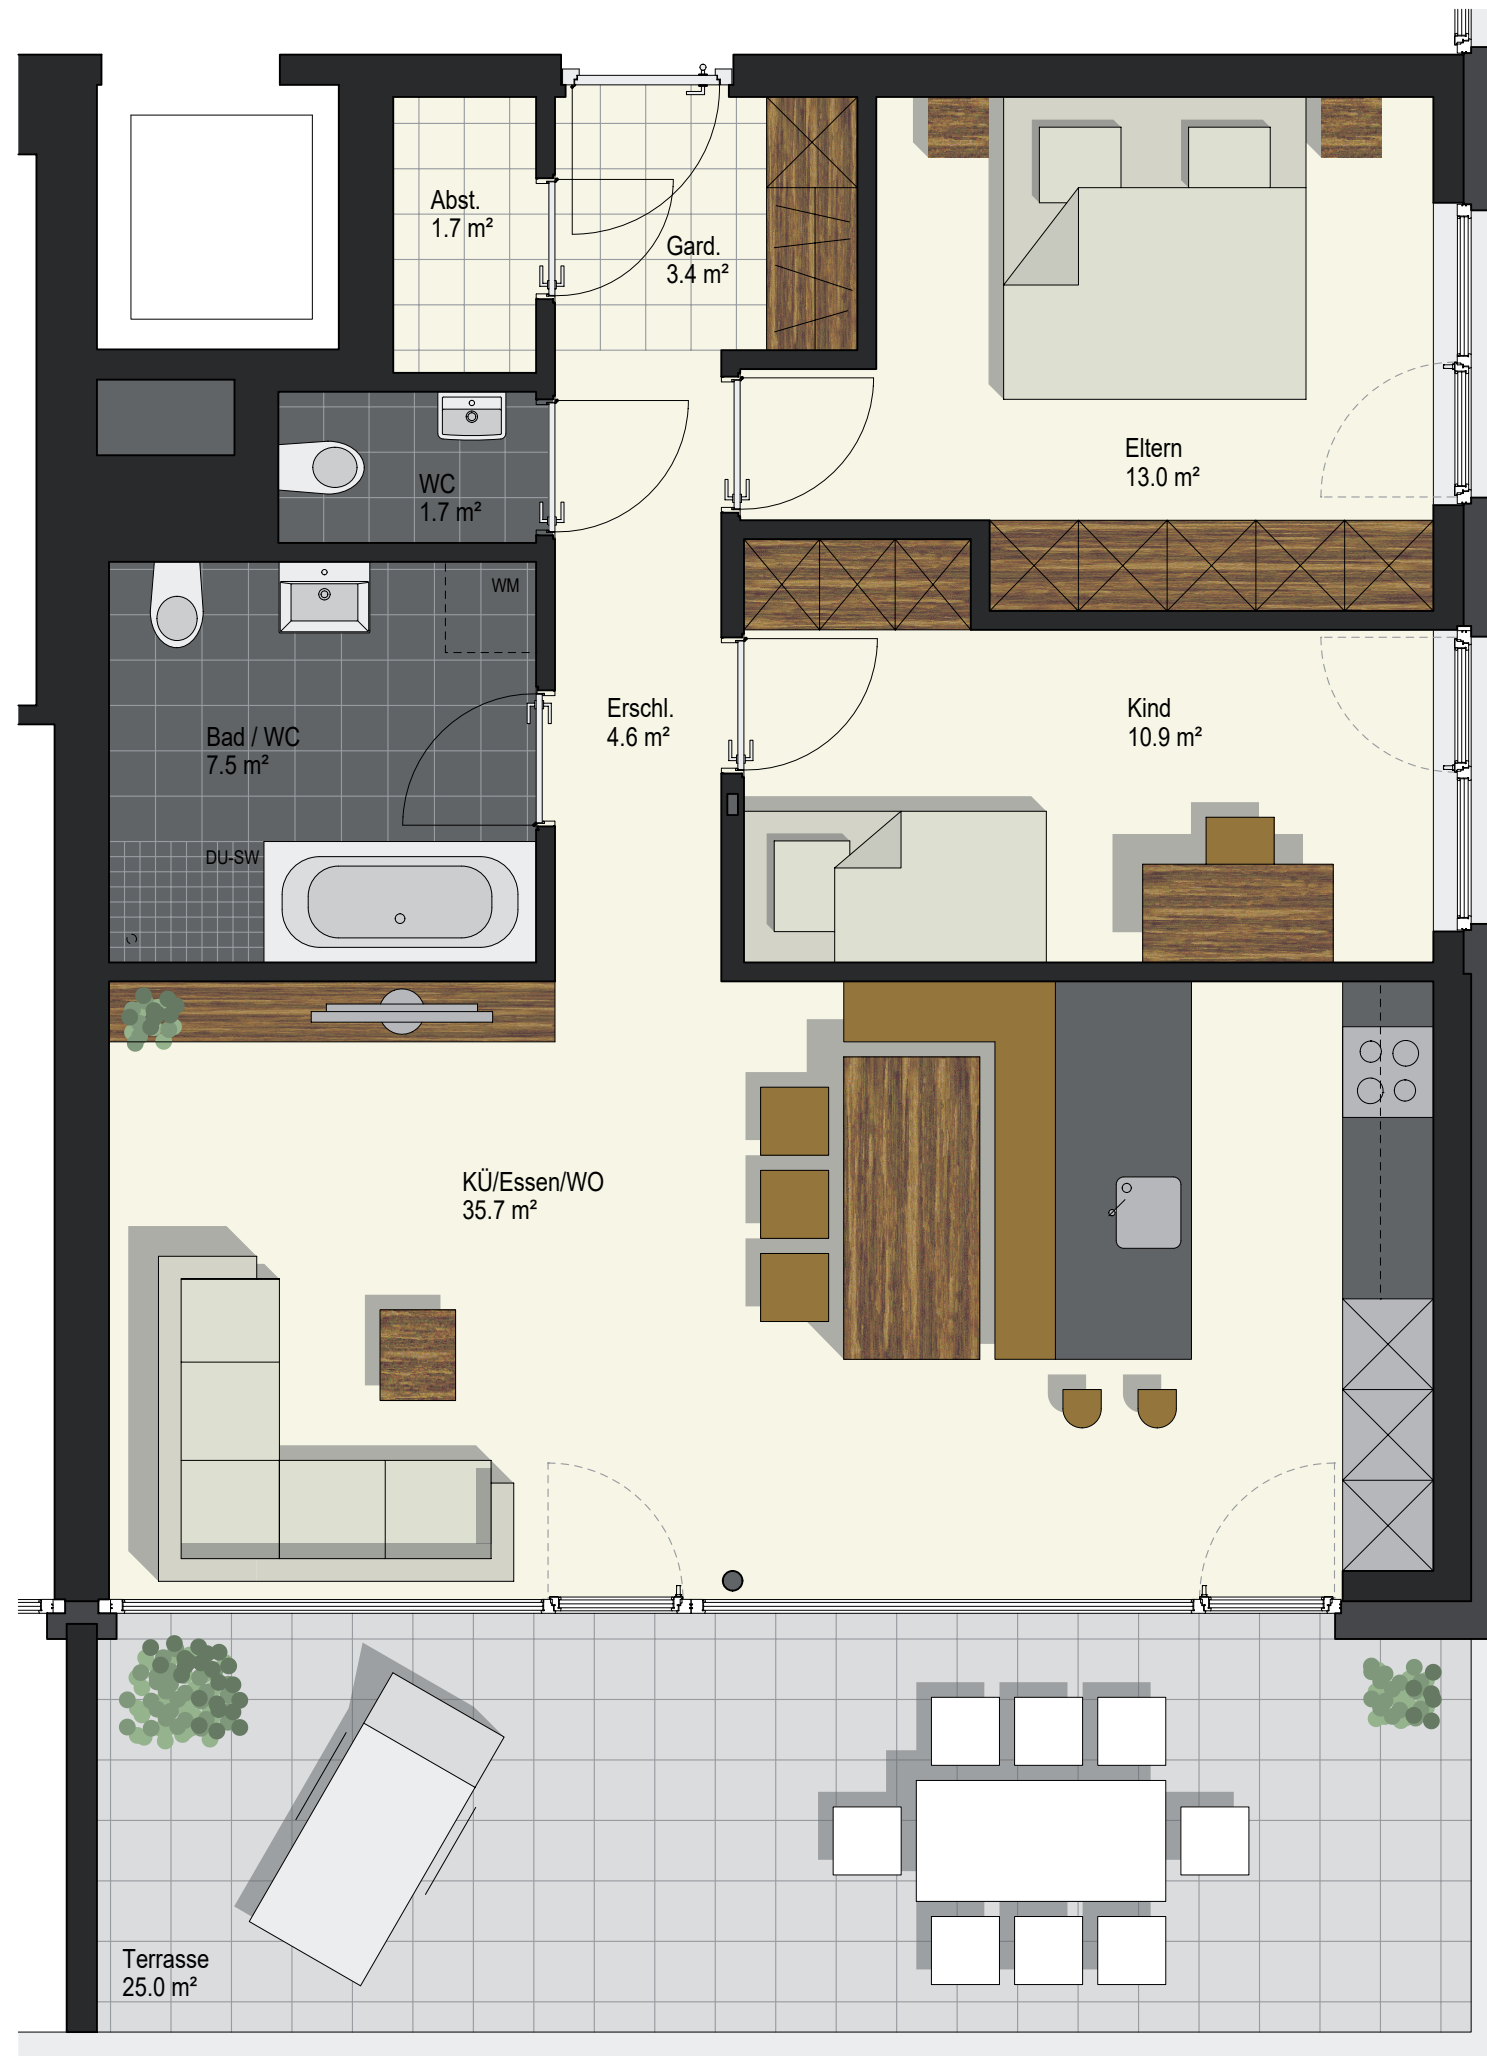 Abst.
1.7 m²
Gard.
3.4 m²
Eltern
13.0 m²
WC
1.7 m²
WM
Bad / WC
7.5 m²
Erschl.
4.6 m²
Kind
10.9 m²
DU-SW
KÜ/Essen/WO
35.7 m²
Terrasse
25.0 m²